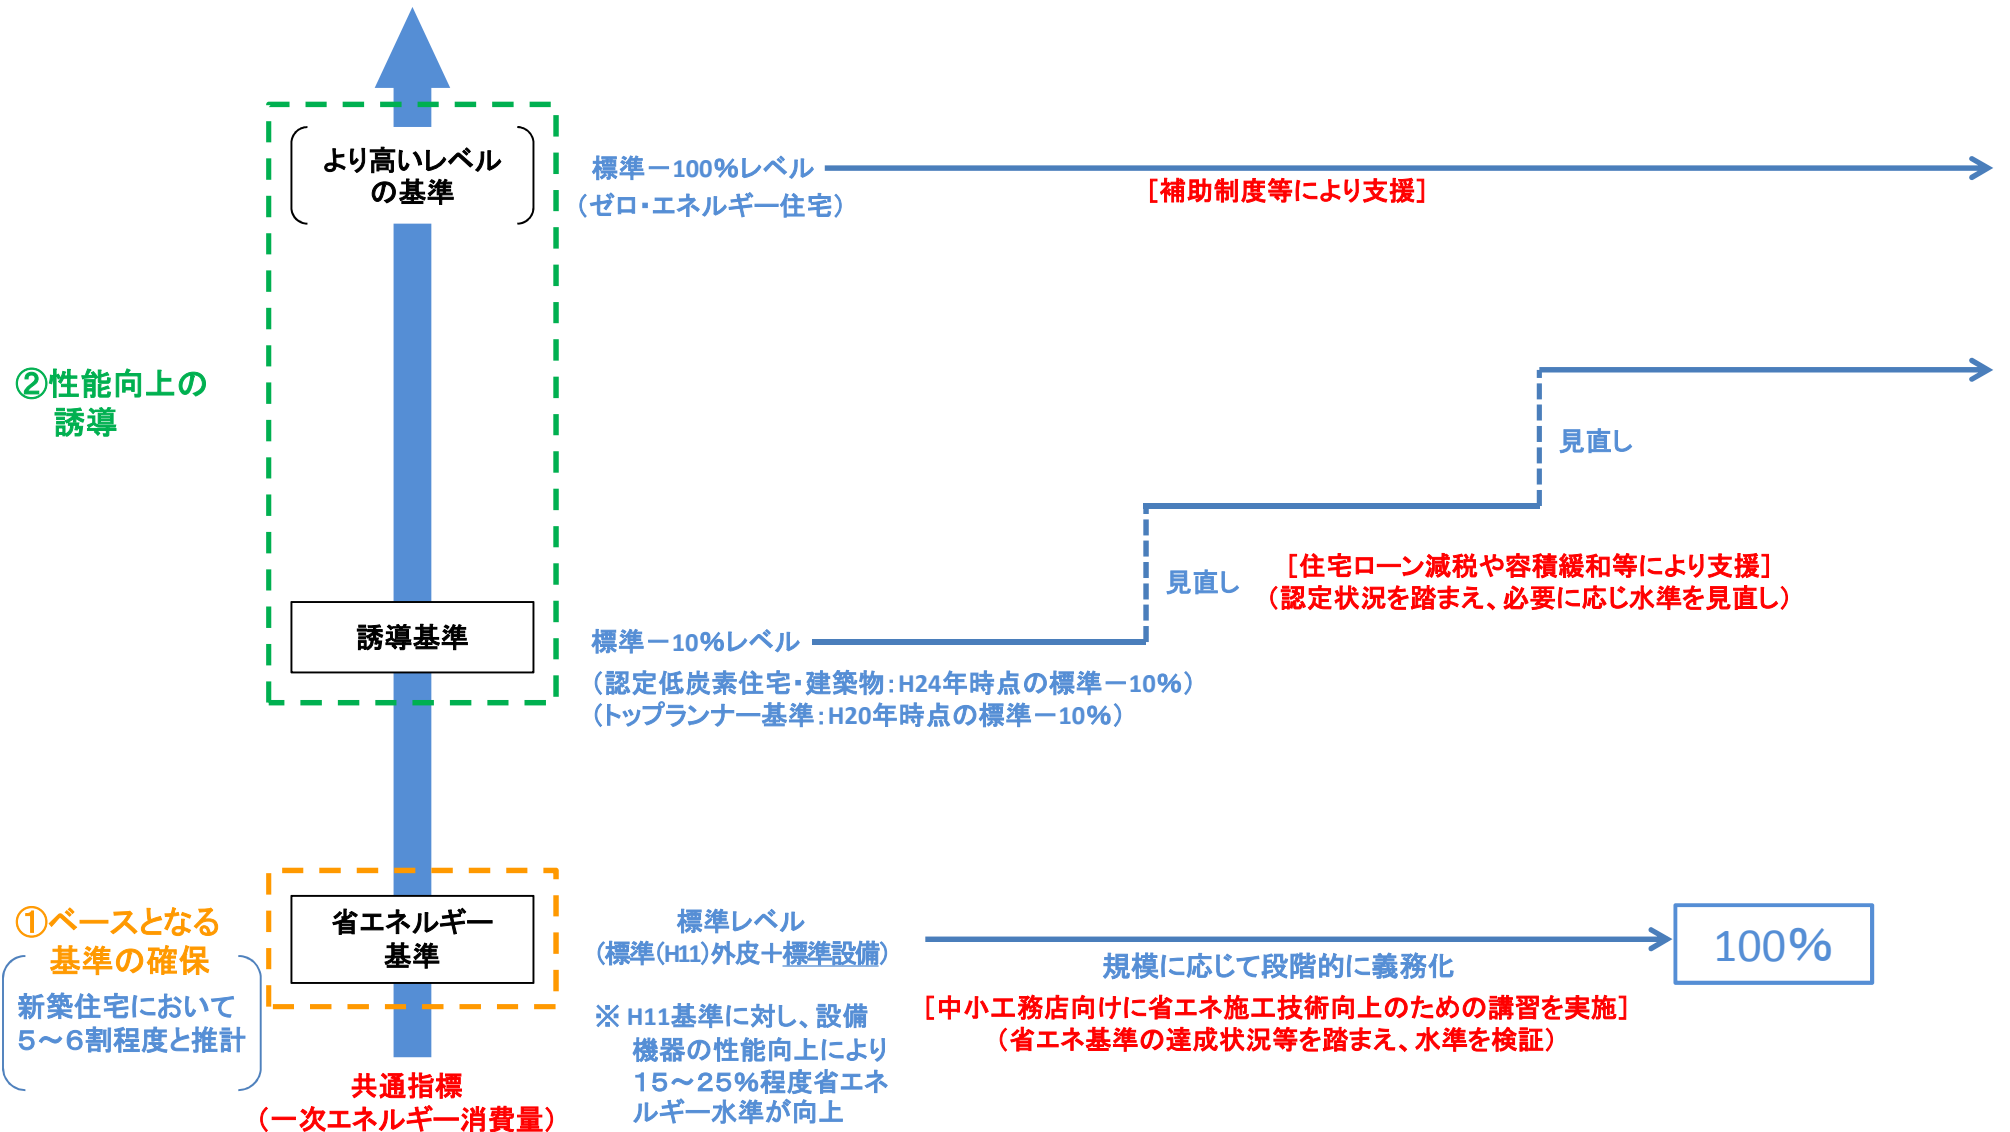 より高いレベル
の基準
標準－100%レベル
（ゼロ・エネルギー住宅）
［補助制度等により支援］
②性能向上の
誘導
見直し
見直し
［住宅ローン減税や容積緩和等により支援］
（認定状況を踏まえ、必要に応じ水準を見直し）
誘導基準
標準－10%レベル
（認定低炭素住宅・建築物：H24年時点の標準－10%）
（トップランナー基準：H20年時点の標準－10%）
①ベースとなる
基準の確保
新築住宅において
５～６割程度と推計
省エネルギー
基準
標準レベル
(標準(H11)外皮＋標準設備)
※ H11基準に対し、設備
機器の性能向上により
１５～２５％程度省エネ
ルギー水準が向上
100%
規模に応じて段階的に義務化
［中小工務店向けに省エネ施工技術向上のための講習を実施］
（省エネ基準の達成状況等を踏まえ、水準を検証）
共通指標
（一次エネルギー消費量）